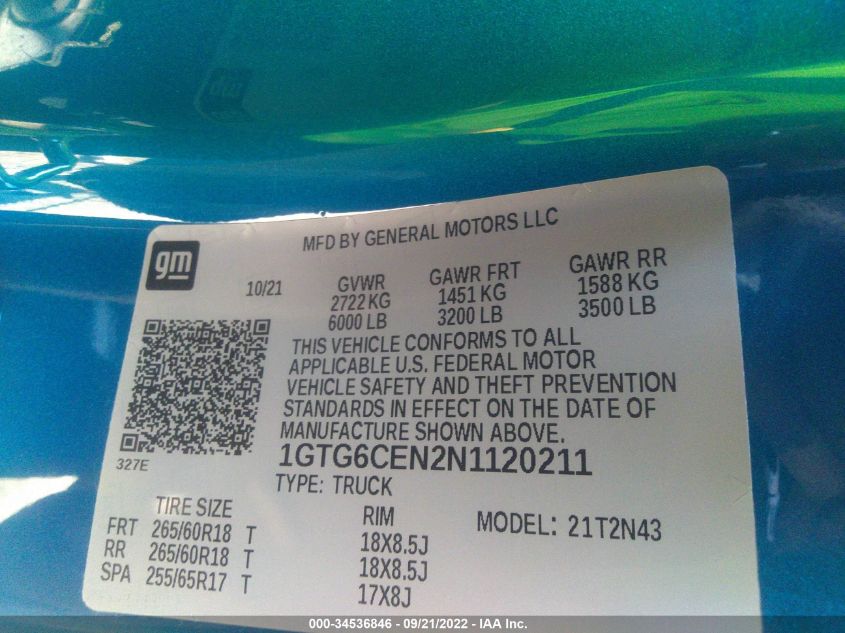 MFD BY GENERAL MOTORS LLC
gm
10/21
GVWR
2722 KG
6000 LB
GAWR FRT
1451 KG
3200 LB
GAWR RR
1588 KG
3500 LB
THIS VEHICLE CONFORMS TO ALL
APPLICABLE U.S. FEDERAL MOTOR
VEHICLE SAFETY AND THEFT PREVENTION
STANDARDS IN EFFECT ON THE DATE OF
MANUFACTURE SHOWN ABOVE.
327E
1GTG6CEN2N1120211
TYPE: TRUCK
TIRE SIZE
RIM
MODEL: 21T2N43
FRT 265/60R18 T 18X8.5J
RR 265/60R18 T 18X8.5J
SPA 255/65R17 T 17X8J
000-34536846 - 09/21/2022 - IAA Inc.